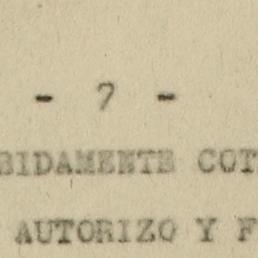 - 7 -
BIDAMENTE COT
AUTORIZO Y F